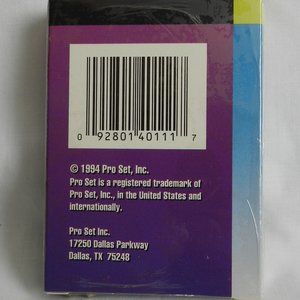 0 92801 40111 7
© 1994 Pro Set, Inc.
Pro Set is a registered trademark of
Pro Set, Inc., in the United States and
internationally.
Pro Set Inc.
17250 Dallas Parkway
Dallas, TX 75248